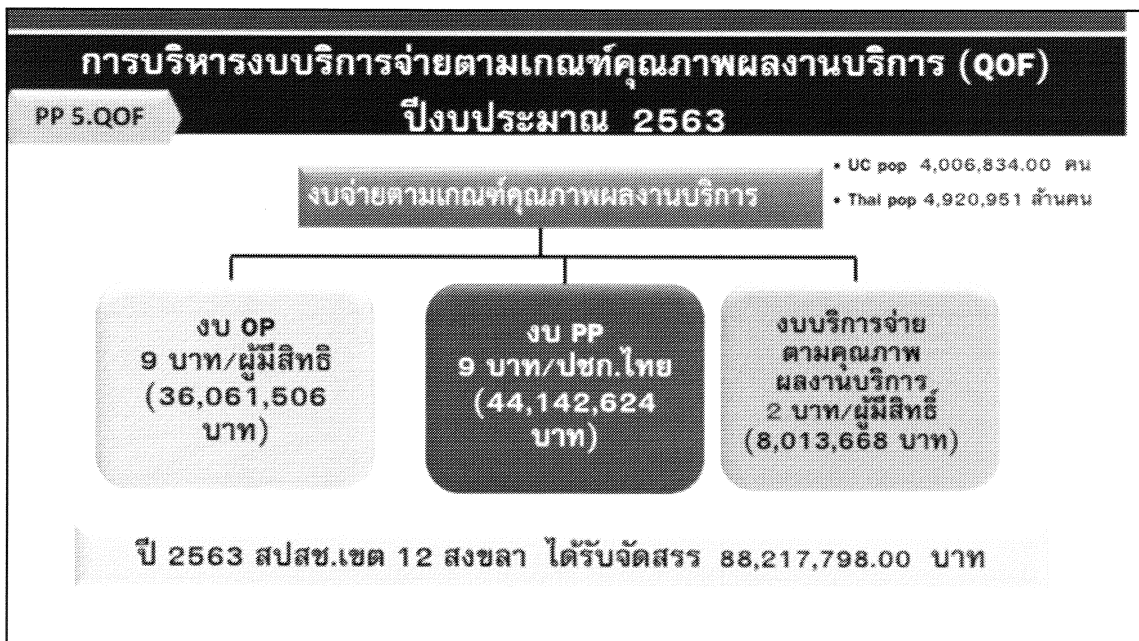 การบริหารงบบริการจ่ายตามเกณฑ์คุณภาพผลงานบริการ (QOF)
PP 5.QOF
ปีงบประมาณ 2563
• UC pop 4,006,834.00 คน
• Thai pop 4,920,951 ล้านคน
งบจ่ายตามเกณฑ์คุณภาพผลงานบริการ
งบ OP
9 บาท/ผู้มีสิทธิ
(36,061,506
บาท)
งบ PP
9 บาท/ปชก.ไทย
(44,142,624
บาท)
งบบริการจ่าย
ตามคุณภาพ
ผลงานบริการ
2 บาท/ผู้มีสิทธิ์
(8,013,668 บาท)
ปี 2563 สปสช.เขต 12 สงขลา ได้รับจัดสรร 88,217,798.00 บาท